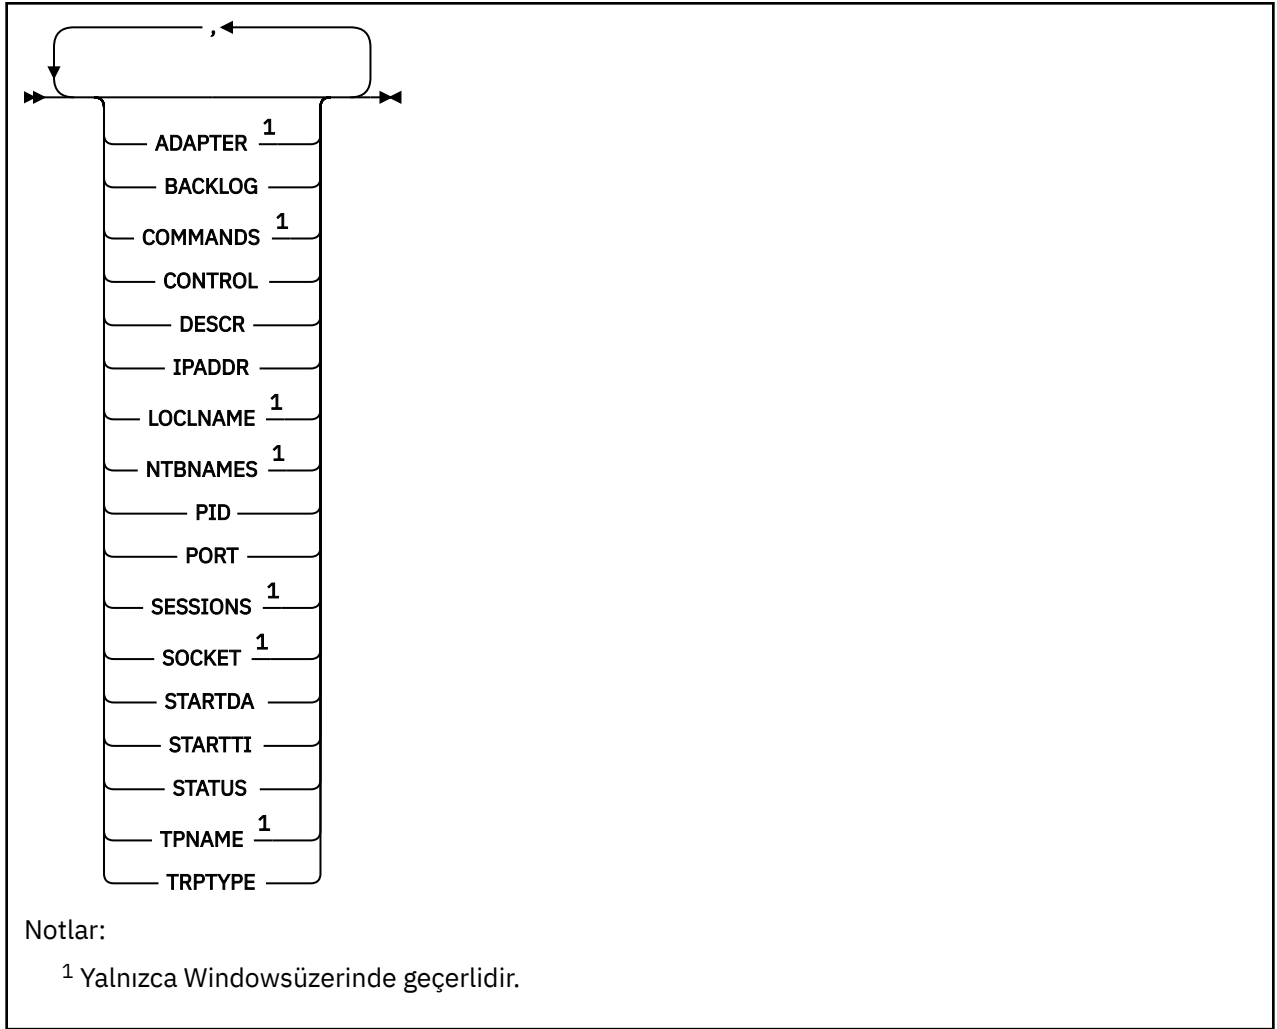 ,
ADAPTER 1
BACKLOG
COMMANDS 1
CONTROL
DESCR
IPADDR
LOCLNAME 1
NTBNAMES 1
PID
PORT
SESSIONS 1
SOCKET 1
STARTDA
STARTTI
STATUS
TPNAME 1
TRPTYPE
Notlar:
1 Yalnızca Windowsüzerinde geçerlidir.